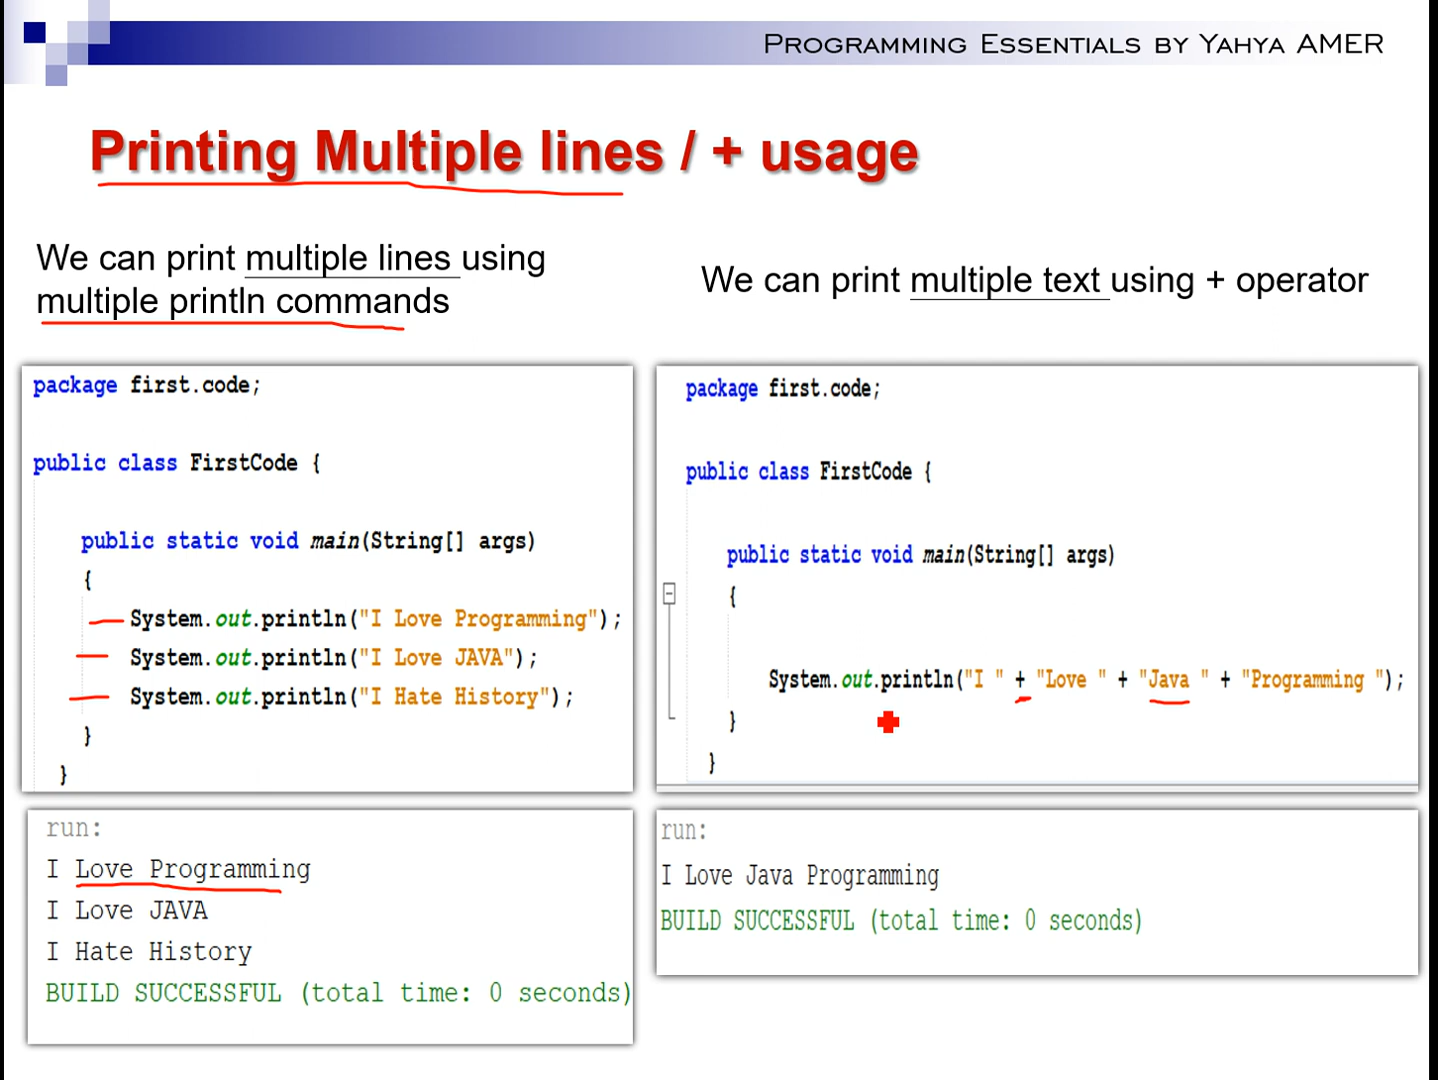 PROGRAMMING ESSENTIALS BY YAHYA AMER
Printing Multiple lines / + usage
We can print multiple lines using
multiple println commands
package first.code;
public class FirstCode {
public static void main(String[] args)
{
System.out.println("I Love Programming");
System.out.println("I Love JAVA");
System.out.println("I Hate History");
}
}
run:
I Love Programming
I Love JAVA
I Hate History
BUILD SUCCESSFUL (total time: 0 seconds)
We can print multiple text using + operator
package first.code;
public class FirstCode {
public static void main(String[] args)
{
System.out.println("I " + "Love " + "Java " + "Programming ");
}
}
run:
I Love Java Programming
BUILD SUCCESSFUL (total time: 0 seconds)